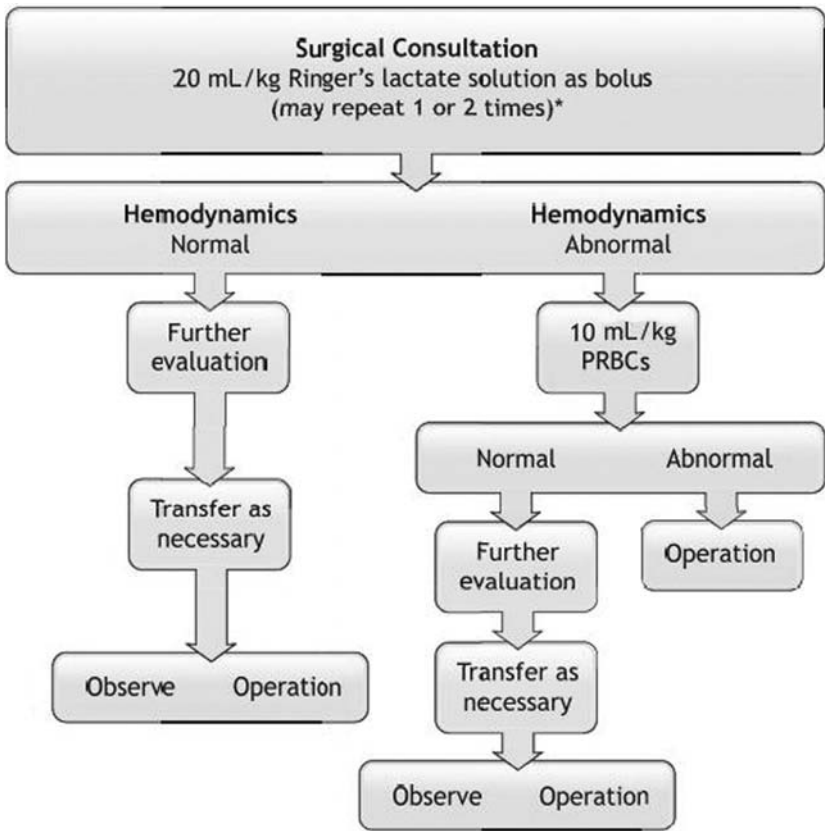 Surgical Consultation
20 mL/kg Ringer's lactate solution as bolus
(may repeat 1 or 2 times)*
Hemodynamics
Normal
Hemodynamics
Abnormal
Further
evaluation
10 mL/kg
PRBCs
Normal
Abnormal
Transfer as
necessary
Further
evaluation
Operation
Observe
Operation
Transfer as
necessary
Observe
Operation